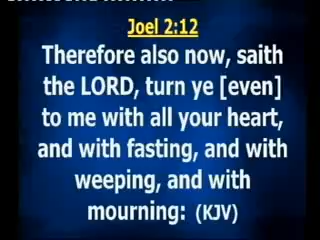 Joel 2:12
Therefore also now, saith
the LORD, turn ye [even]
to me with all your heart,
and with fasting, and with
weeping, and with
mourning: (KJV)